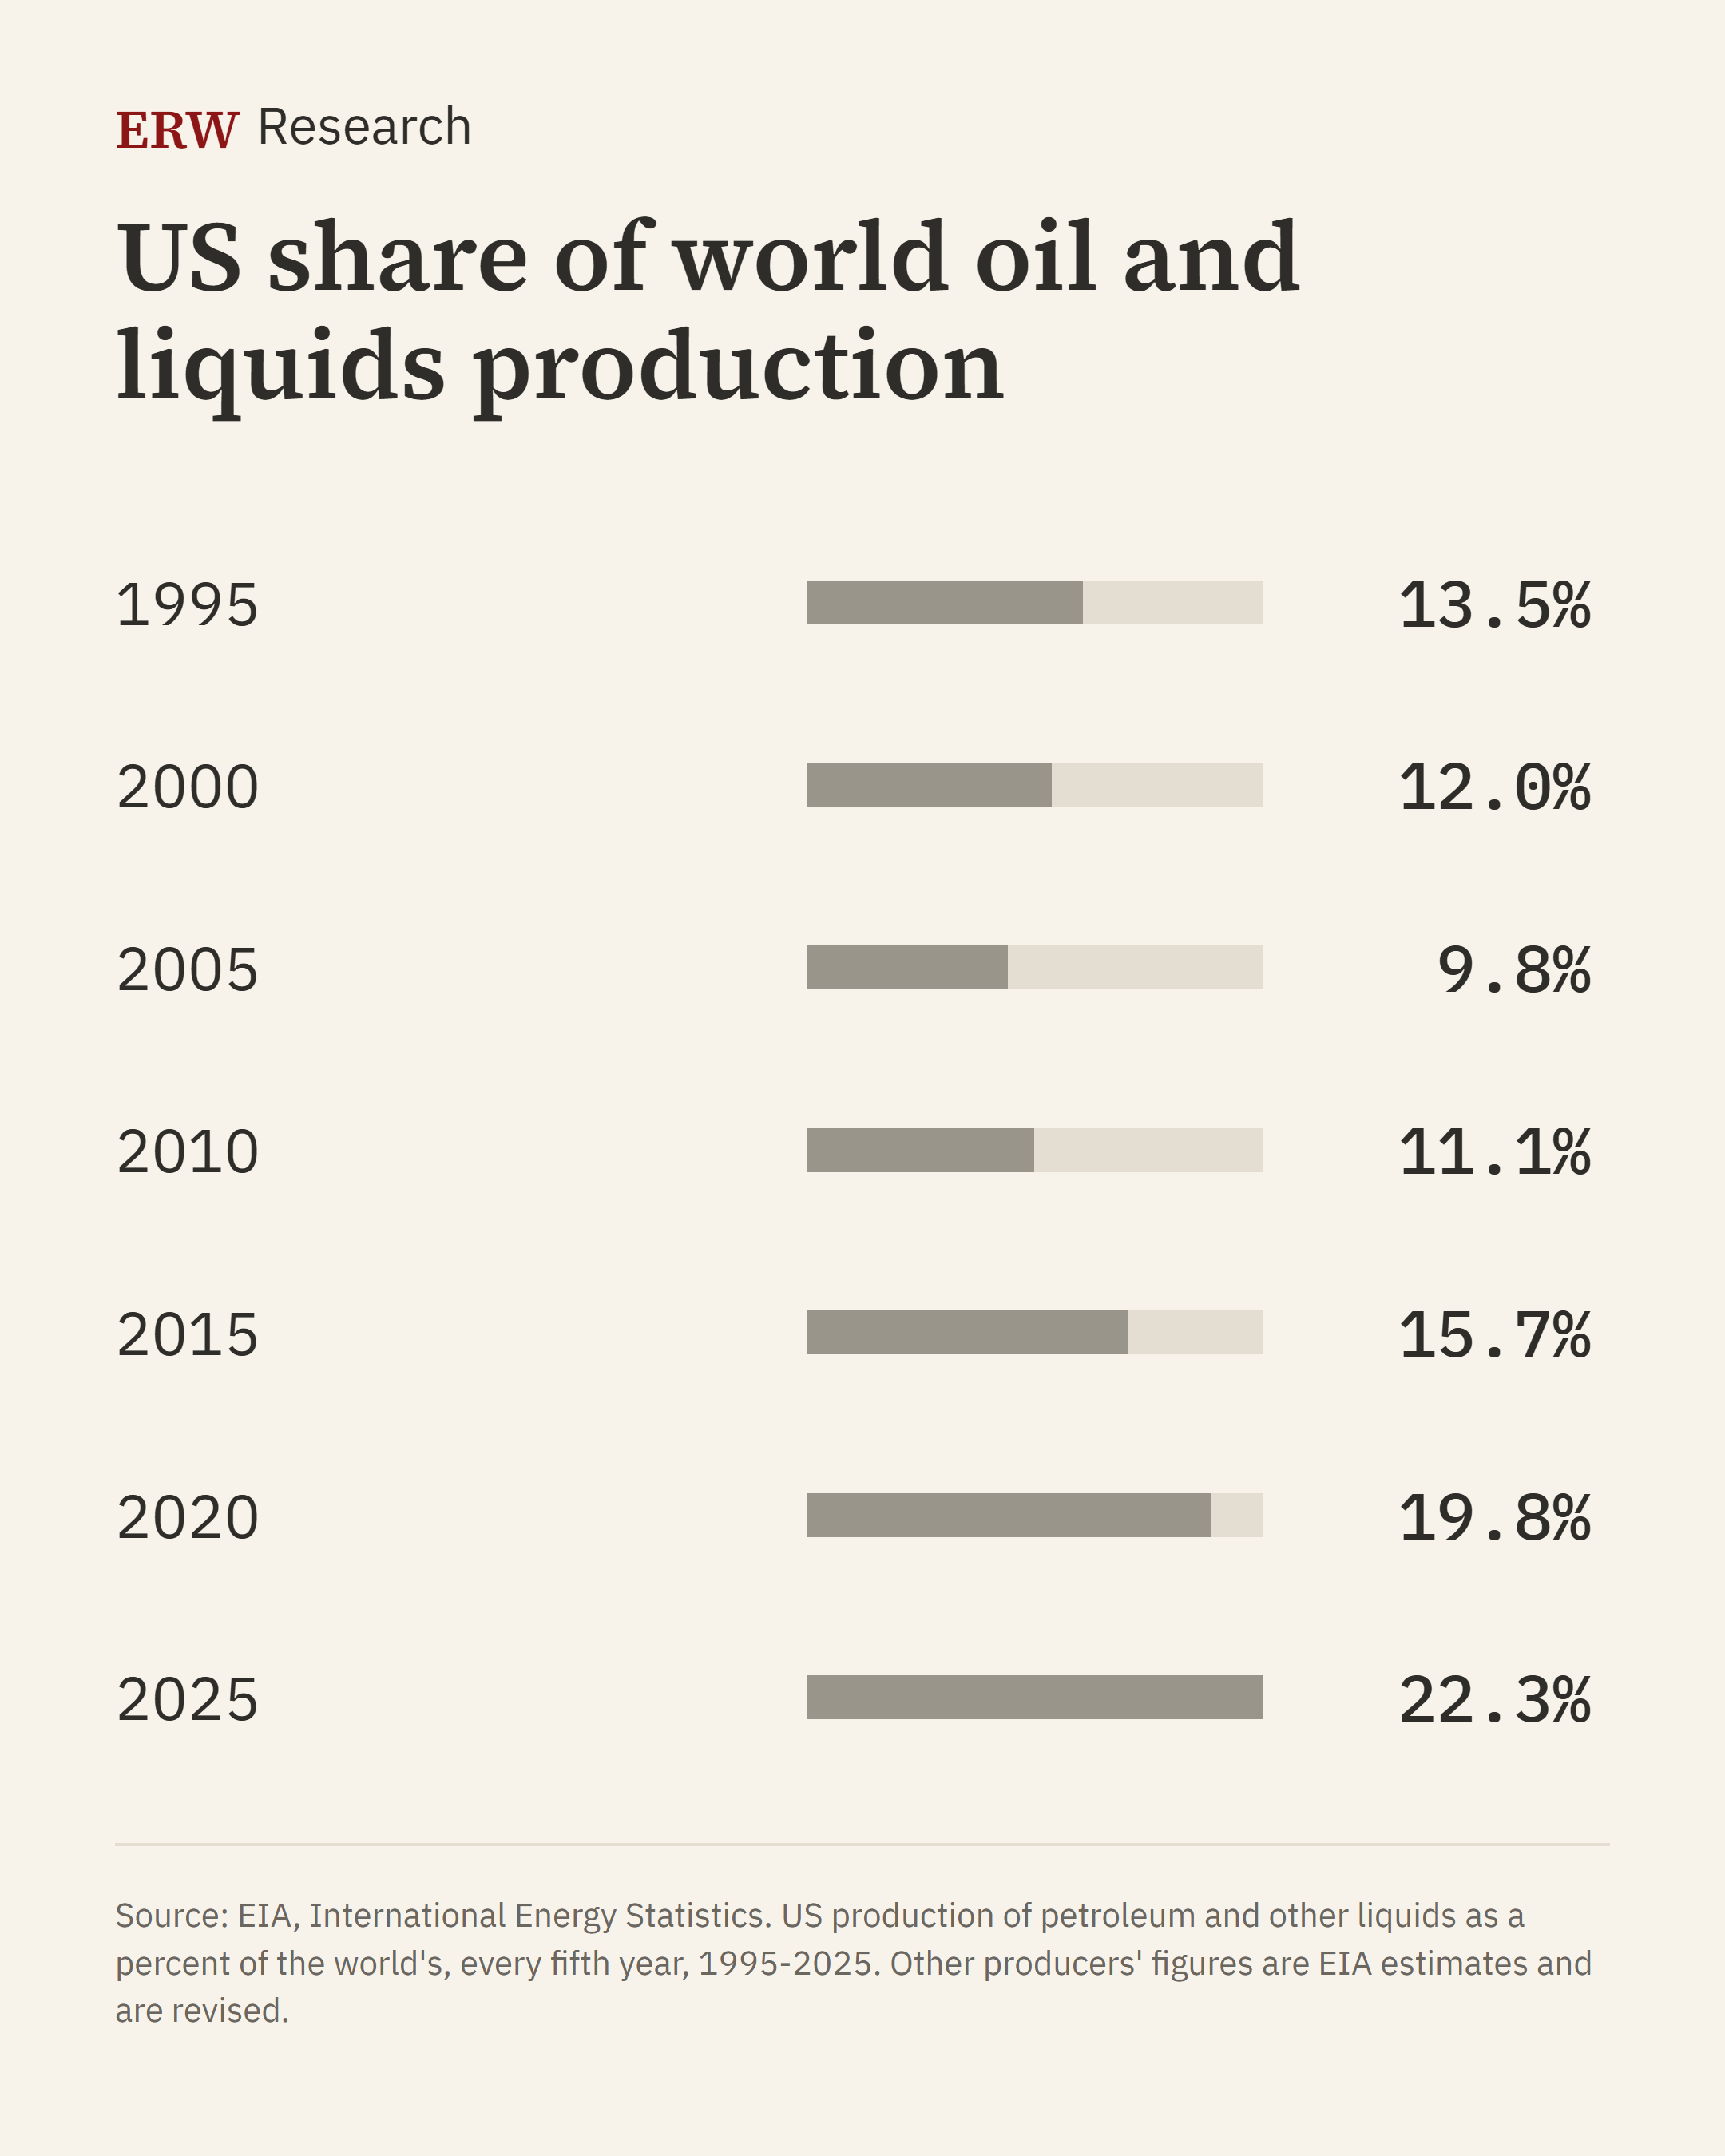 ERW Research
US share of world oil and
liquids production
1995 13.5%
2000 12.0%
2005 9.8%
2010 11.1%
2015 15.7%
2020 19.8%
2025 22.3%
Source: EIA, International Energy Statistics. US production of petroleum and other liquids as a
percent of the world's, every fifth year, 1995-2025. Other producers' figures are EIA estimates and
are revised.